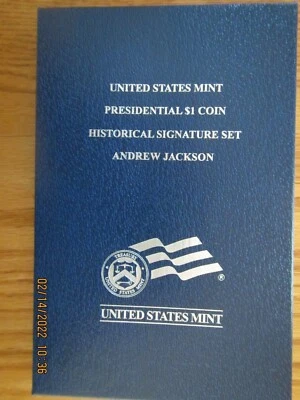 UNITED STATES MINT
PRESIDENTIAL $1 COIN
HISTORICAL SIGNATURE SET
ANDREW JACKSON
®
UNITED STATES MINT
02/14/2022 10:36